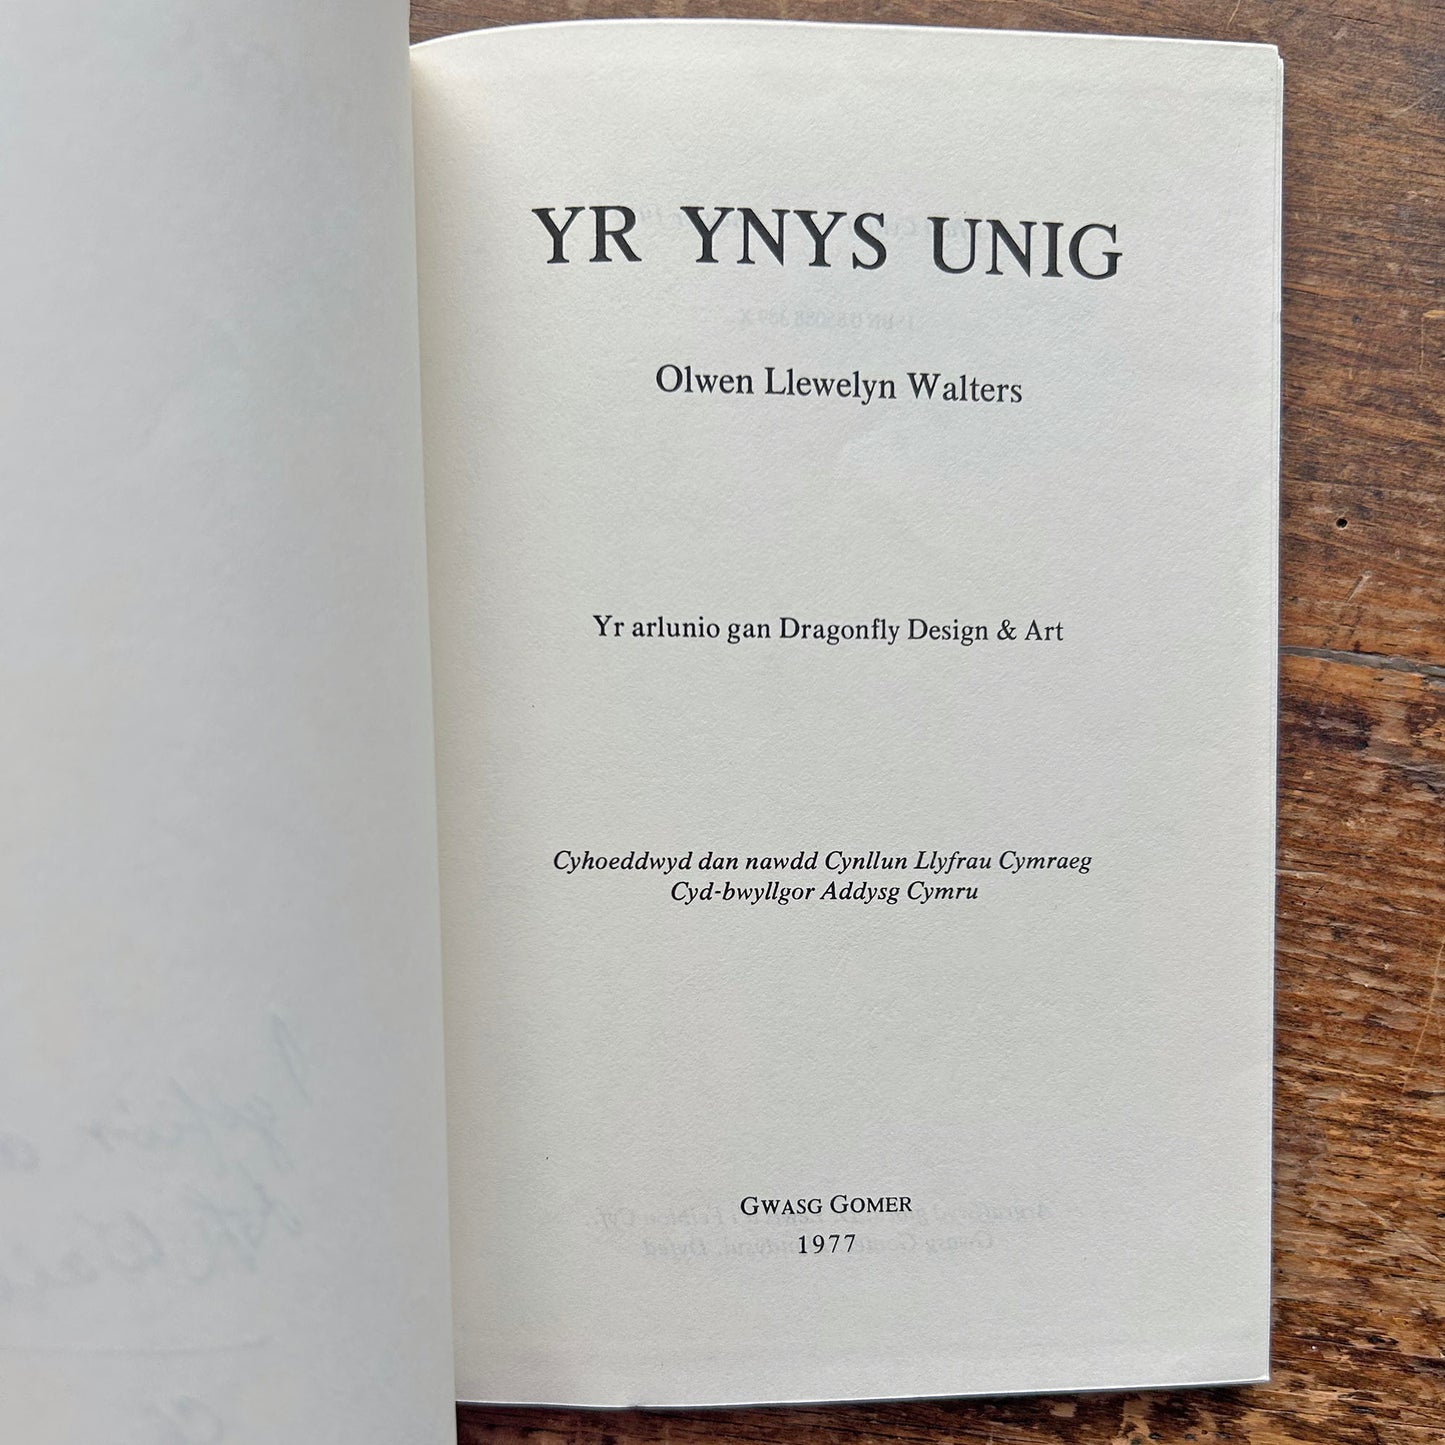 YR YNYS UNIG
Olwen Llewelyn Walters
Yr arlunio gan Dragonfly Design & Art
Cyhoeddwyd dan nawdd Cynllun Llyfrau Cymraeg
Cyd-bwyllgor Addysg Cymru
GWASG GOMER
1977